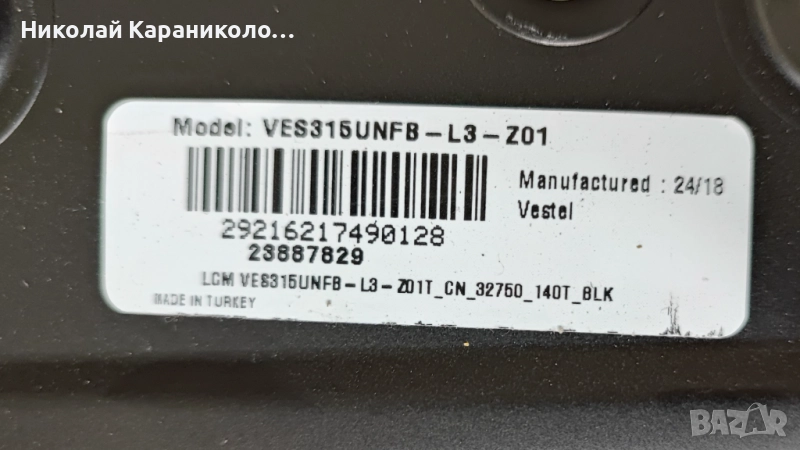 Николай Караниколо...
Model: VES315UNFB-L3-Z01
Manufactured : 24/18
Vestel
29216217490128
23887829
LCM VES315UNFB-L3-Z01T_CN_32750_140T_BLK
MADE IN TURKEY
BAZAR